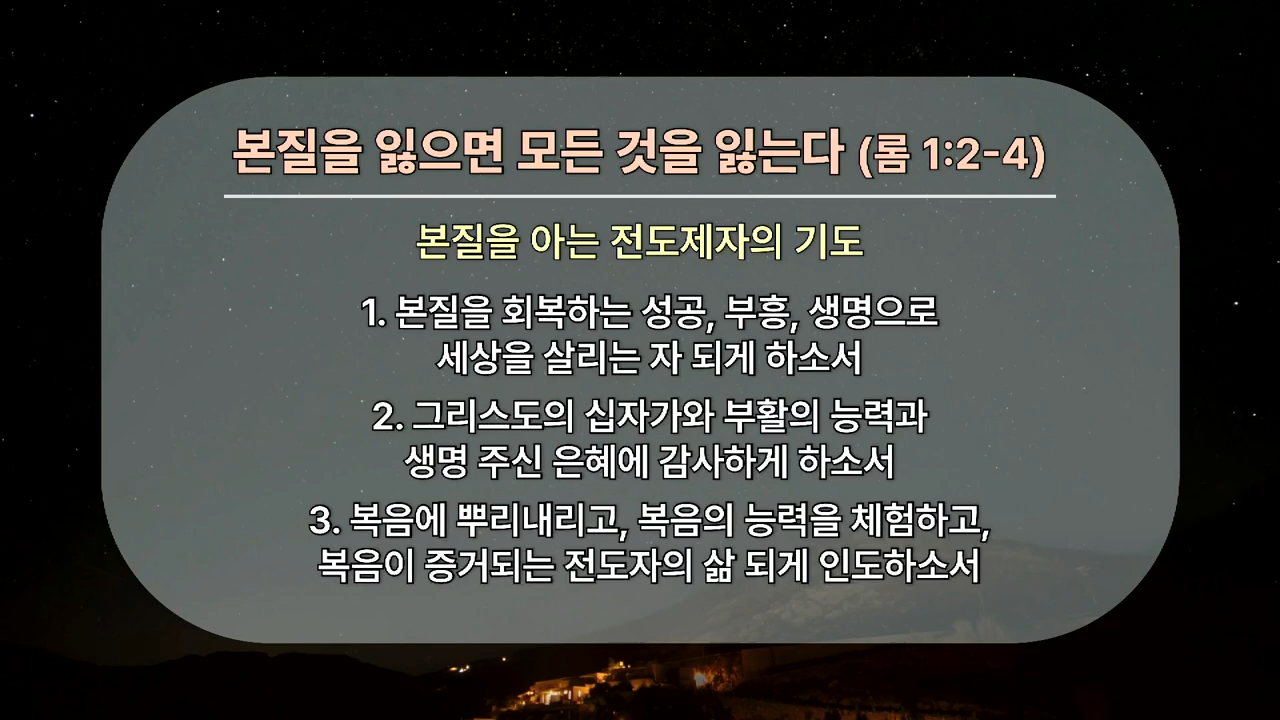 본질을 잃으면 모든 것을 잃는다 (롬 1:2-4)
본질을 아는 전도제자의 기도
1. 본질을 회복하는 성공, 부흥, 생명으로
세상을 살리는 자 되게 하소서
2. 그리스도의 십자가와 부활의 능력과
생명 주신 은혜에 감사하게 하소서
3. 복음에 뿌리내리고, 복음의 능력을 체험하고,
복음이 증거되는 전도자의 삶 되게 인도하소서